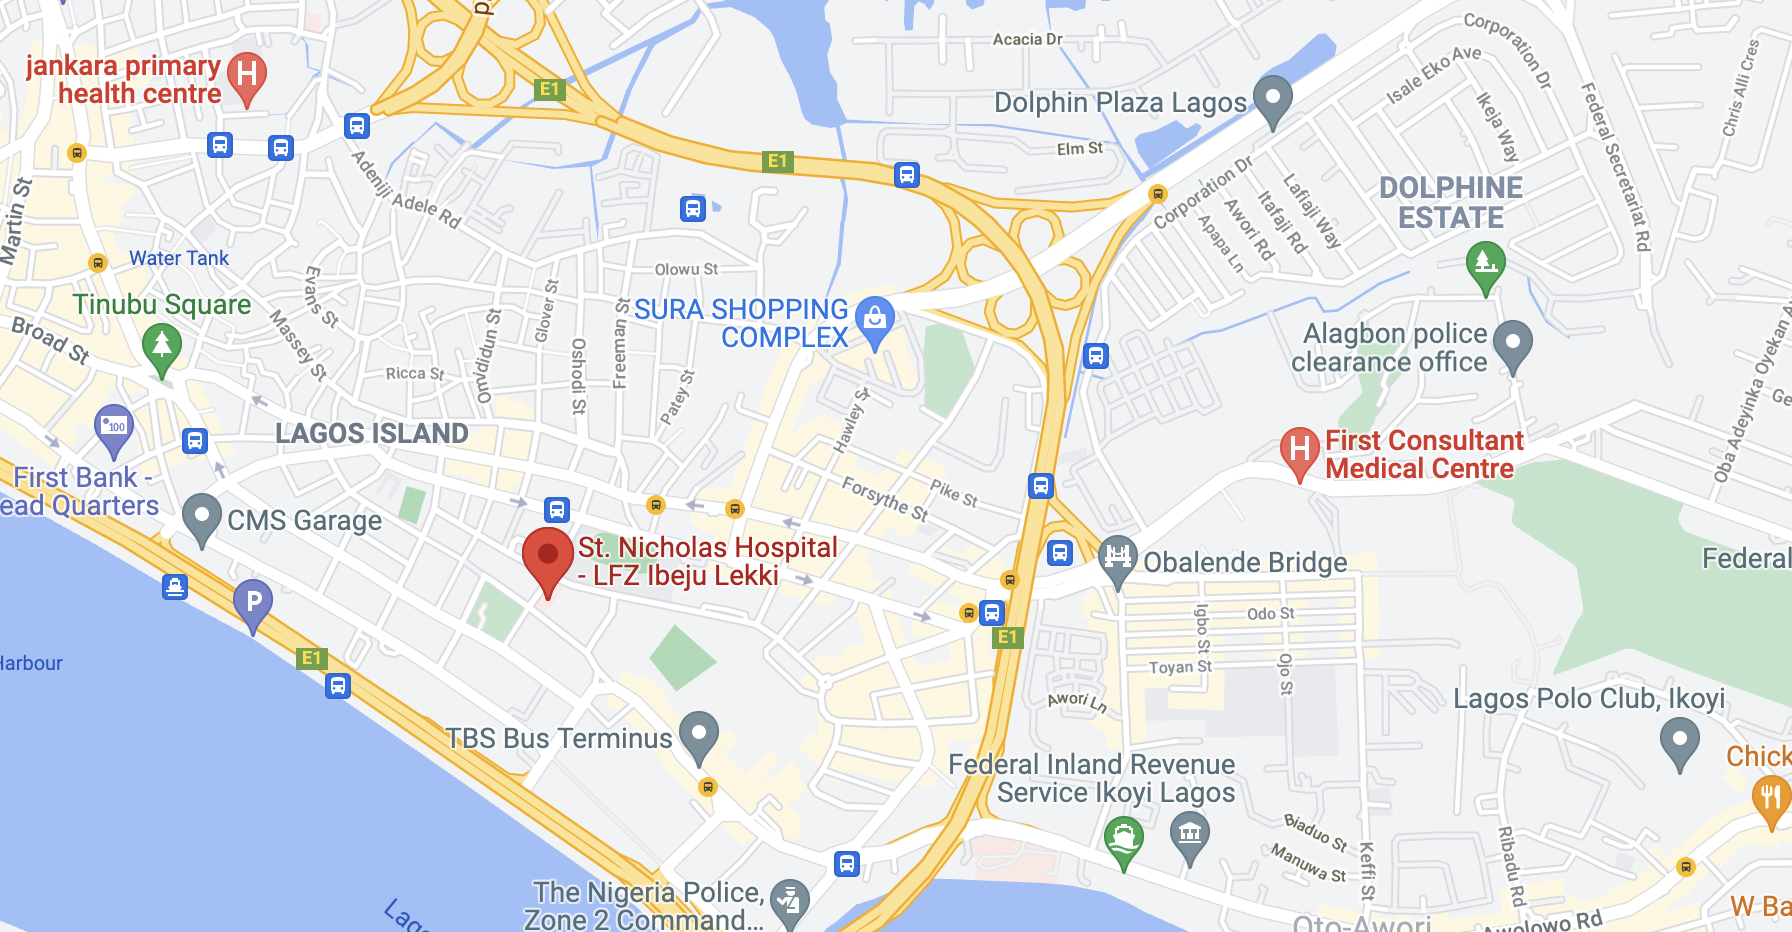 Acacia Dr
Corporation Dr
Isale Eko Ave
Ikeja Way
Chris Alli Cres
Federal Secretariat Rd
jankara primary
health centre
E1
Dolphin Plaza Lagos
Elm St
E1
Adeniji Adele Rd
Martin St
Corporation Dr
Lafiaji Way
Itafaji Rd
Awori Rd
Apapa Ln
DOLPHINE
ESTATE
Water Tank
Olowu St
Tinubu Square
Evans St
Massey St
Glover St
Freeman St
Omididun St
Oshodi St
Broad St
SURA SHOPPING
COMPLEX
Alagbon police
clearance office
Oba Adeyinka Oyekan A
Ge
Ricca St
Patey St
Hawley St
100
LAGOS ISLAND
First Consultant
Medical Centre
First Bank -
ead Quarters
Forsythe St
Pike St
CMS Garage
St. Nicholas Hospital
- LFZ Ibeju Lekki
Obalende Bridge
Federal
P
Odo St
Igbo St
E1
Harbour
E1
Toyan St
Ojo St
Awori Ln
Lagos Polo Club, Ikoyi
TBS Bus Terminus
Federal Inland Revenue
Service Ikoyi Lagos
Chick
Biaduo St
Manuwa St
Keffi St
Ribadu Rd
The Nigeria Police,
Zone 2 Command...
Lago
W Ba
Oto-Awori
Awolowo Rd